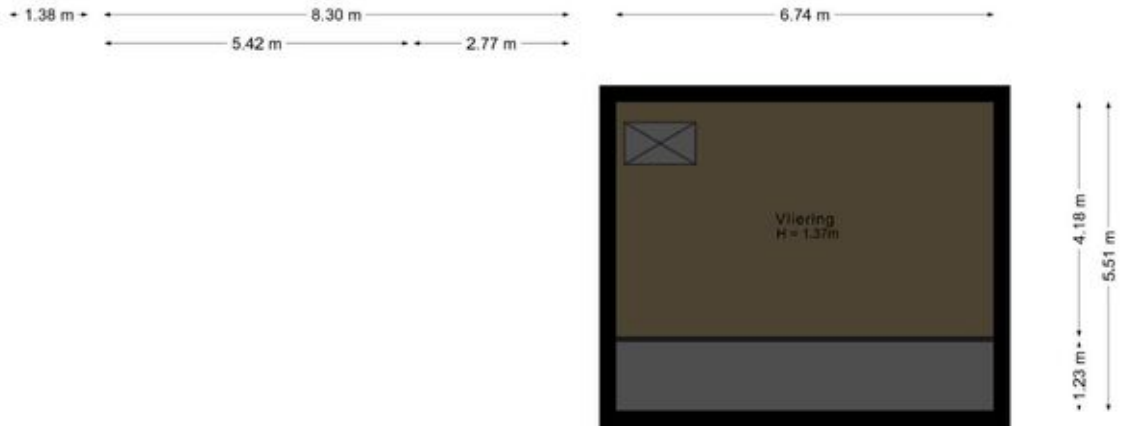 1.38 m
8.30 m
6.74 m
5.42 m
2.77 m
Vliering
H = 1.37m
4.18 m
5.51 m
1.23 m